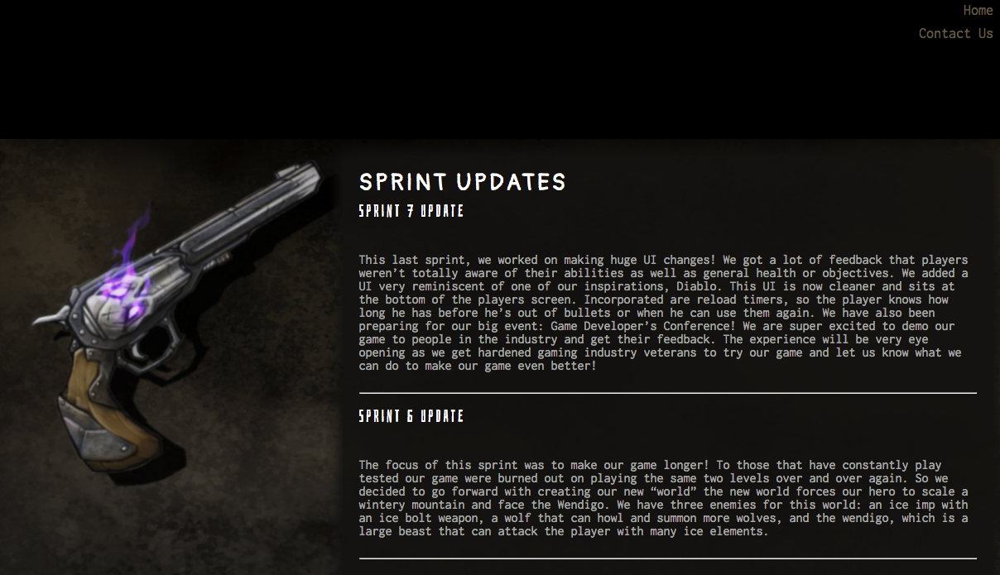 Home
Contact Us
SPRINT UPDATES
SPRINT 7 UPDATE
This last sprint, we worked on making huge UI changes! We got a lot of feedback that players
weren’t totally aware of their abilities as well as general health or objectives. We added a
UI very reminiscent of one of our inspirations, Diablo. This UI is now cleaner and sits at
the bottom of the players screen. Incorporated are reload timers, so the player knows how
long he has before he’s out of bullets or when he can use them again. We have also been
preparing for our big event: Game Developer’s Conference! We are super excited to demo our
game to people in the industry and get their feedback. The experience will be very eye
opening as we get hardened gaming industry veterans to try our game and let us know what we
can do to make our game even better!
SPRINT 6 UPDATE
The focus of this sprint was to make our game longer! To those that have constantly play
tested our game were burned out on playing the same two levels over and over again. So we
decided to go forward with creating our new “world” the new world forces our hero to scale a
wintery mountain and face the Wendigo. We have three enemies for this world: an ice imp with
an ice bolt weapon, a wolf that can howl and summon more wolves, and the wendigo, which is a
large beast that can attack the player with many ice elements.